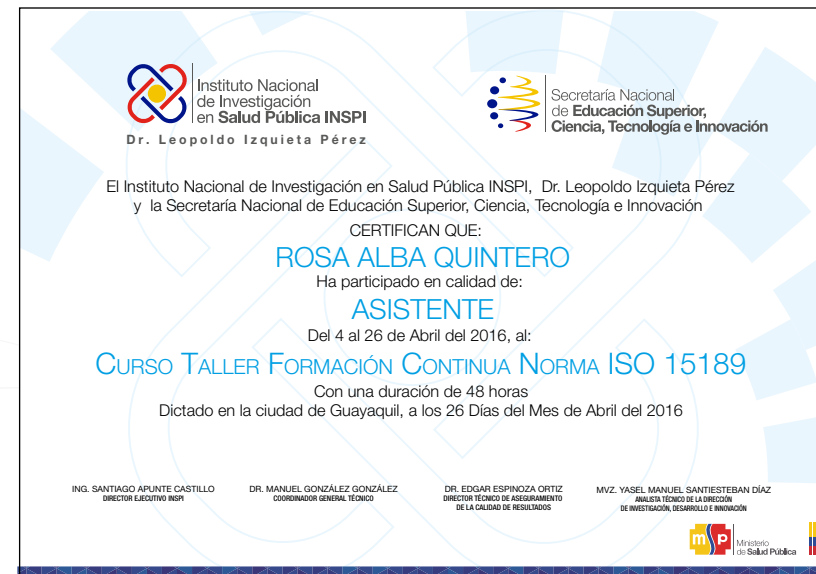 Instituto Nacional
de Investigación
en Salud Pública INSPI
Dr. Leopoldo Izquieta Pérez
Secretaría Nacional
de Educación Superior,
Ciencia, Tecnología e Innovación
El Instituto Nacional de Investigación en Salud Pública INSPI, Dr. Leopoldo Izquieta Pérez
y la Secretaría Nacional de Educación Superior, Ciencia, Tecnología e Innovación
CERTIFICAN QUE:
ROSA ALBA QUINTERO
Ha participado en calidad de:
ASISTENTE
Del 4 al 26 de Abril del 2016, al:
Curso Taller Formación Continua Norma ISO 15189
Con una duración de 48 horas
Dictado en la ciudad de Guayaquil, a los 26 Días del Mes de Abril del 2016
ING. SANTIAGO APUNTE CASTILLO
DIRECTOR EJECUTIVO INSPI
DR. MANUEL GONZÁLEZ GONZÁLEZ
COORDINADOR GENERAL TÉCNICO
DR. EDGAR ESPINOZA ORTIZ
DIRECTOR TÉCNICO DE ASEGURAMIENTO
DE LA CALIDAD DE RESULTADOS
MVZ. YASEL MANUEL SANTIESTEBAN DÍAZ
ANALISTA TÉCNICO DE LA DIRECCIÓN
DE INVESTIGACIÓN, DESARROLLO E INNOVACIÓN
m p
Ministerio
de Salud Pública